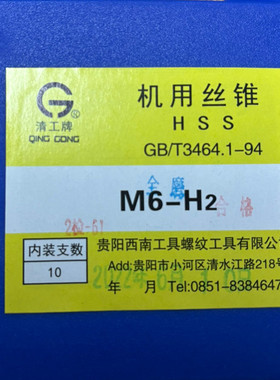 清工牌
QING GONG
机用丝锥
HSS
GB/T3464.1-94
全磨
M6-H2
合格
内装支数
10
贵阳西南工具螺纹工具有限公
Add:贵阳市小河区清水江路218号
年 月 Tel:0851-8384647